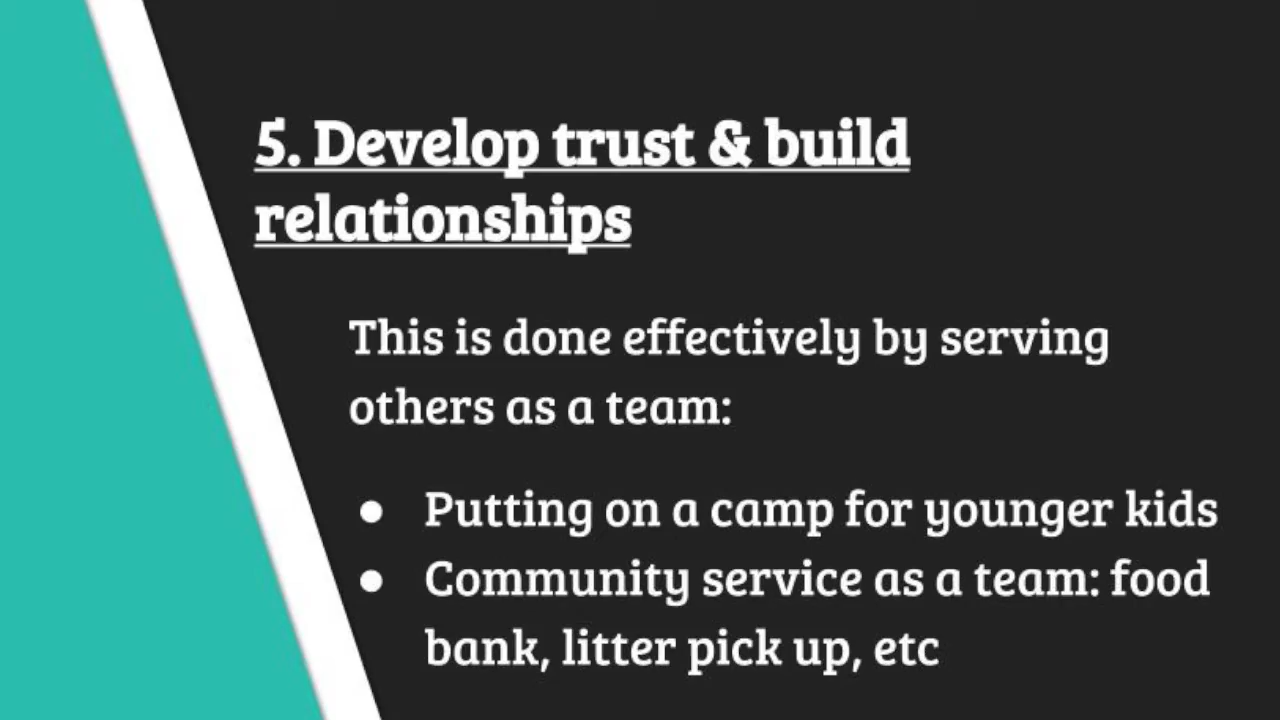 5. Develop trust & build
relationships
This is done effectively by serving
others as a team:
● Putting on a camp for younger kids
● Community service as a team: food
bank, litter pick up, etc